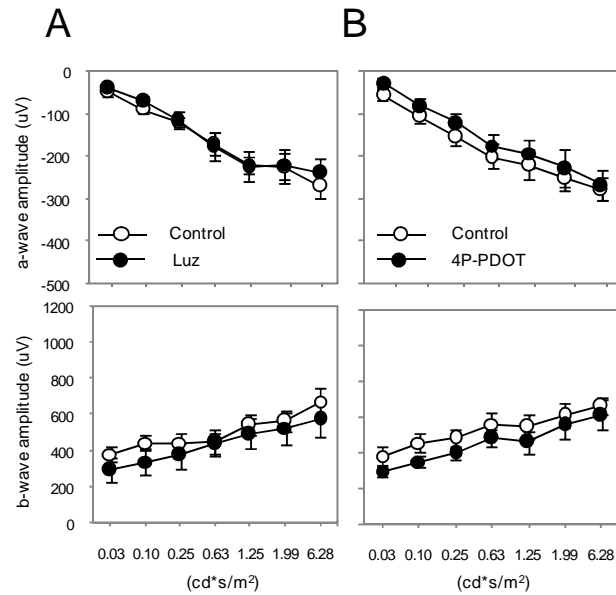 A
B
0
-100
-200
-300
-400
-500
a-wave amplitude (uV)
Control
Luz
Control
4P-PDOT
1200
1000
800
600
400
200
0
b-wave amplitude (uV)
0.03 0.10 0.25 0.63 1.25 1.99 6.28
(cd*s/m²)
0.03 0.10 0.25 0.63 1.25 1.99 6.28
(cd*s/m²)